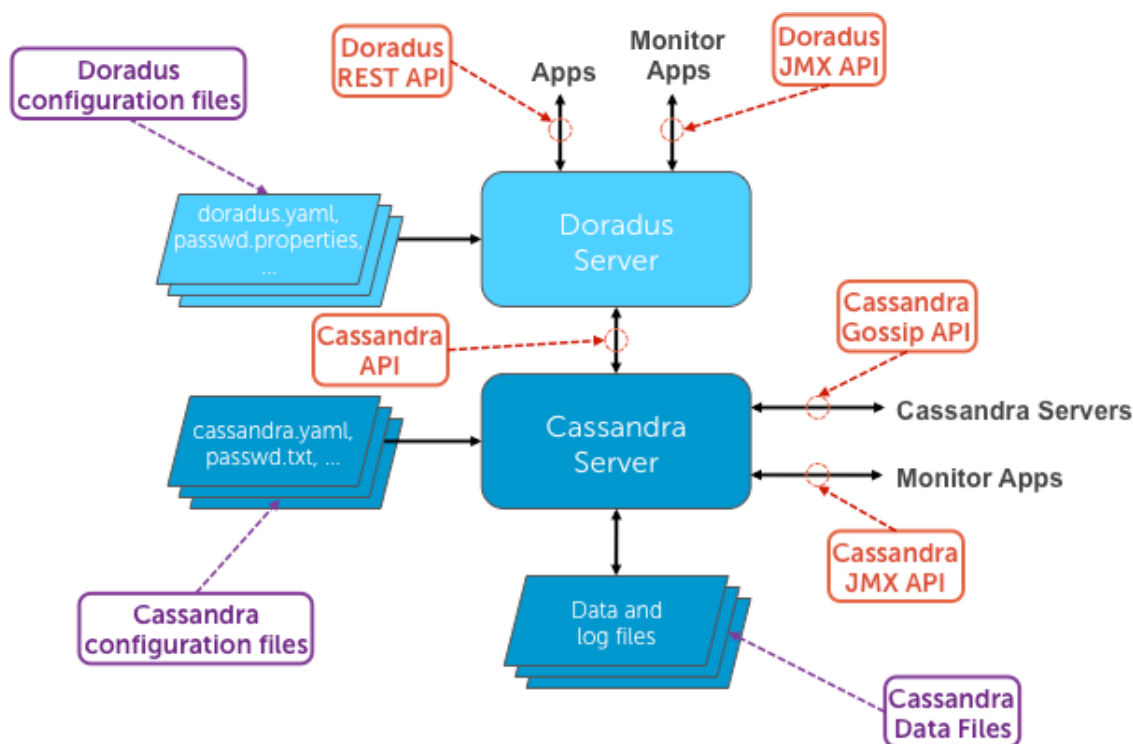 Doradus
REST API
Apps
Monitor
Apps
Doradus
JMX API
Doradus
configuration files
doradus.yaml,
passwd.properties,
...
Doradus
Server
Cassandra
API
Cassandra
Gossip API
cassandra.yaml,
passwd.txt, ...
Cassandra
Server
Cassandra Servers
Monitor Apps
Cassandra
JMX API
Cassandra
configuration files
Data and
log files
Cassandra
Data Files